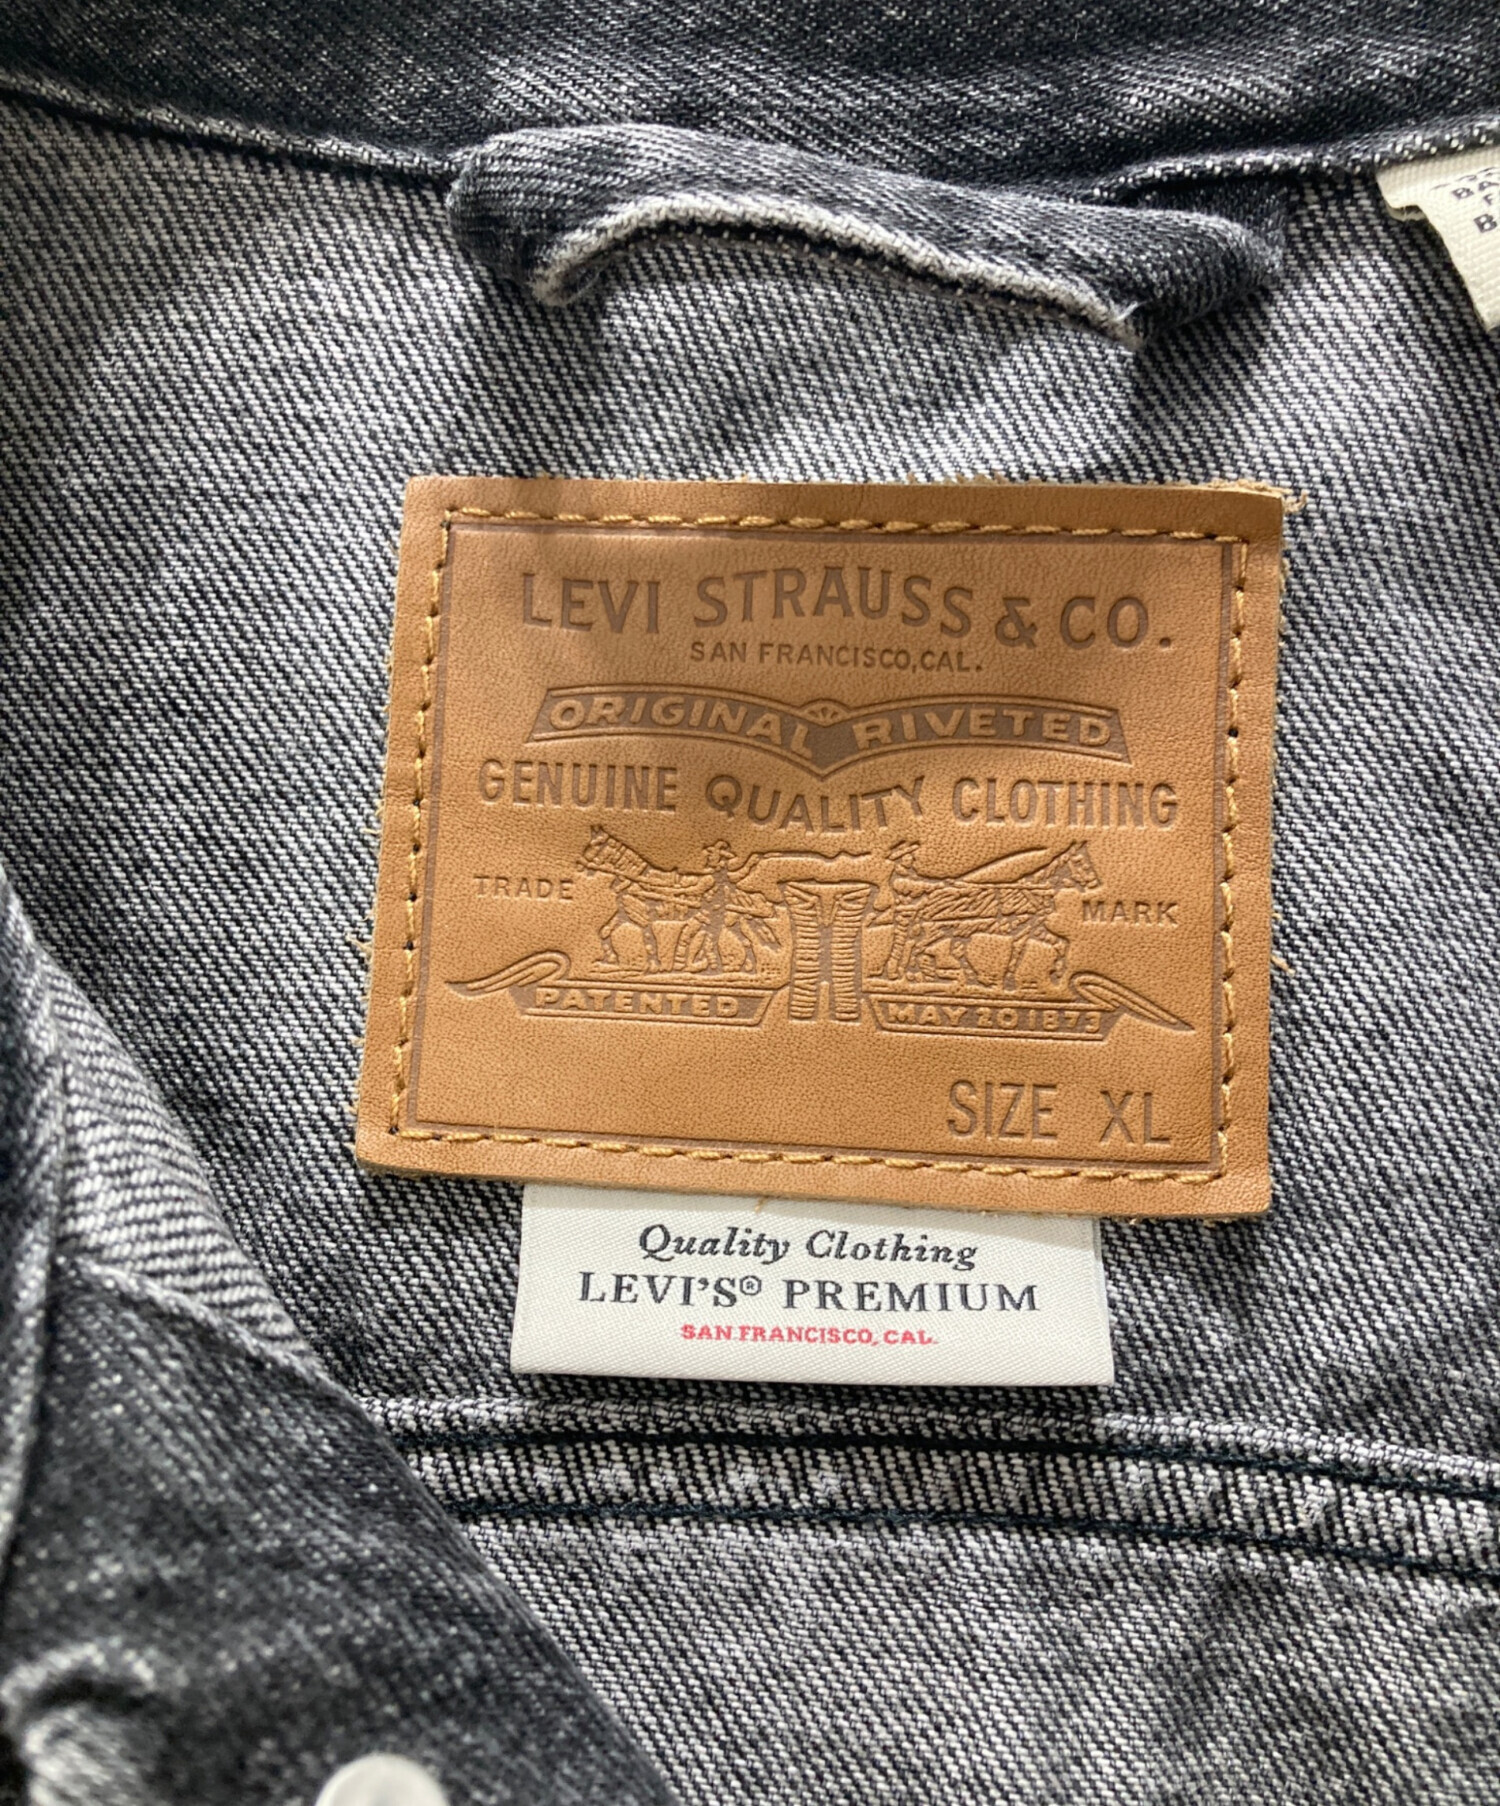 LEVI STRAUSS & CO.
SAN FRANCISCO, CAL.
ORIGINAL RIVETED
GENUINE QUALITY CLOTHING
TRADE MARK
PATENTED MAY 20 1873
SIZE XL
Quality Clothing
LEVI'S® PREMIUM
SAN FRANCISCO, CAL.